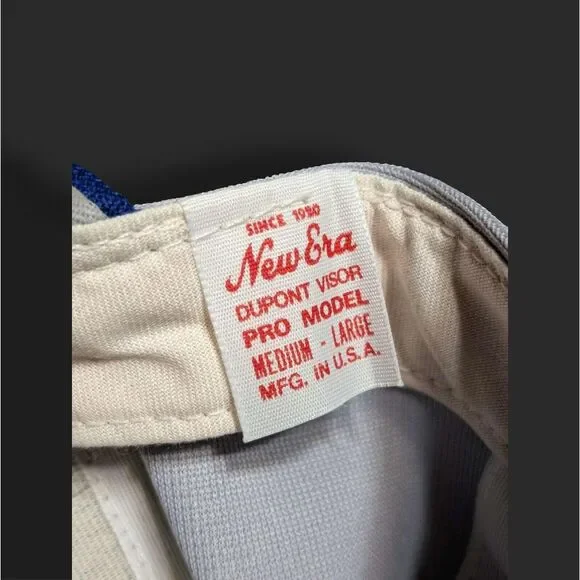 SINCE 1920
New Era
DUPONT VISOR
PRO MODEL
MEDIUM - LARGE
MFG. IN U.S.A.